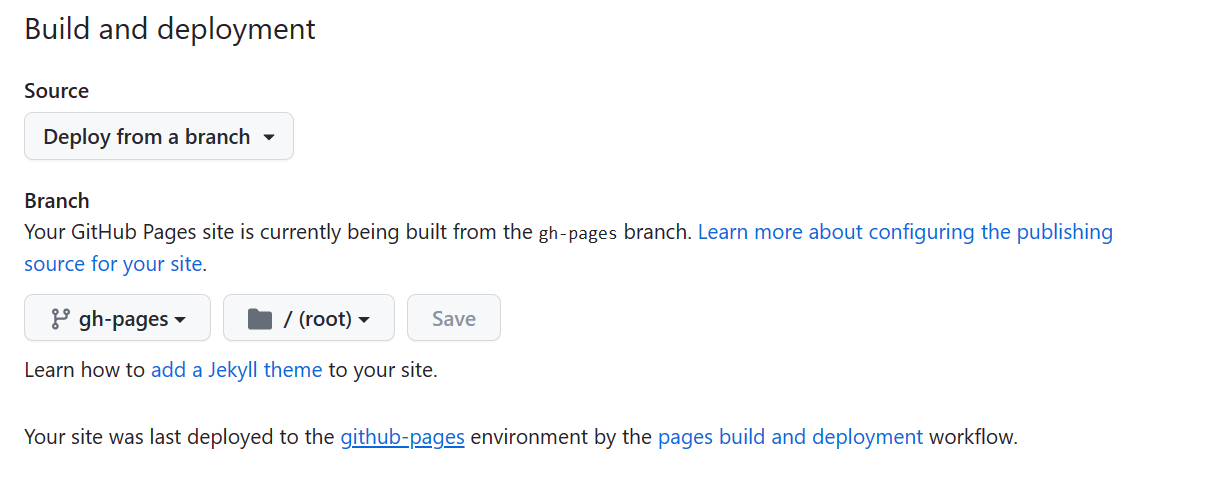 Build and deployment
Source
Deploy from a branch
Branch
Your GitHub Pages site is currently being built from the gh-pages branch. Learn more about configuring the publishing
source for your site.
gh-pages / (root) Save
Learn how to add a Jekyll theme to your site.
Your site was last deployed to the github-pages environment by the pages build and deployment workflow.